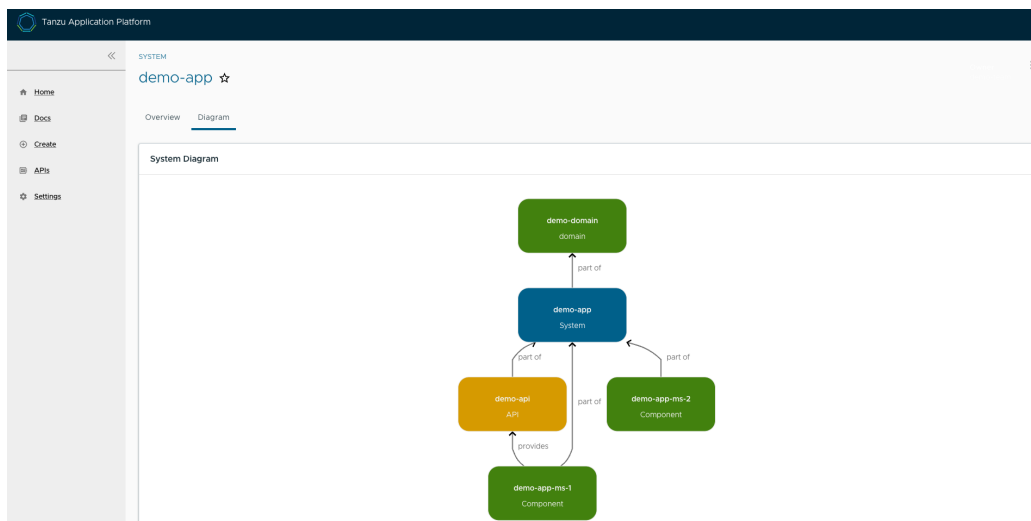 Tanzu Application Platform
SYSTEM
demo-app
Home
Docs
Create
APIs
Settings
Overview Diagram
System Diagram
demo-domain
domain
part of
demo-app
System
part of
part of
demo-api
API
part of
demo-app-ms-2
Component
provides
demo-app-ms-1
Component